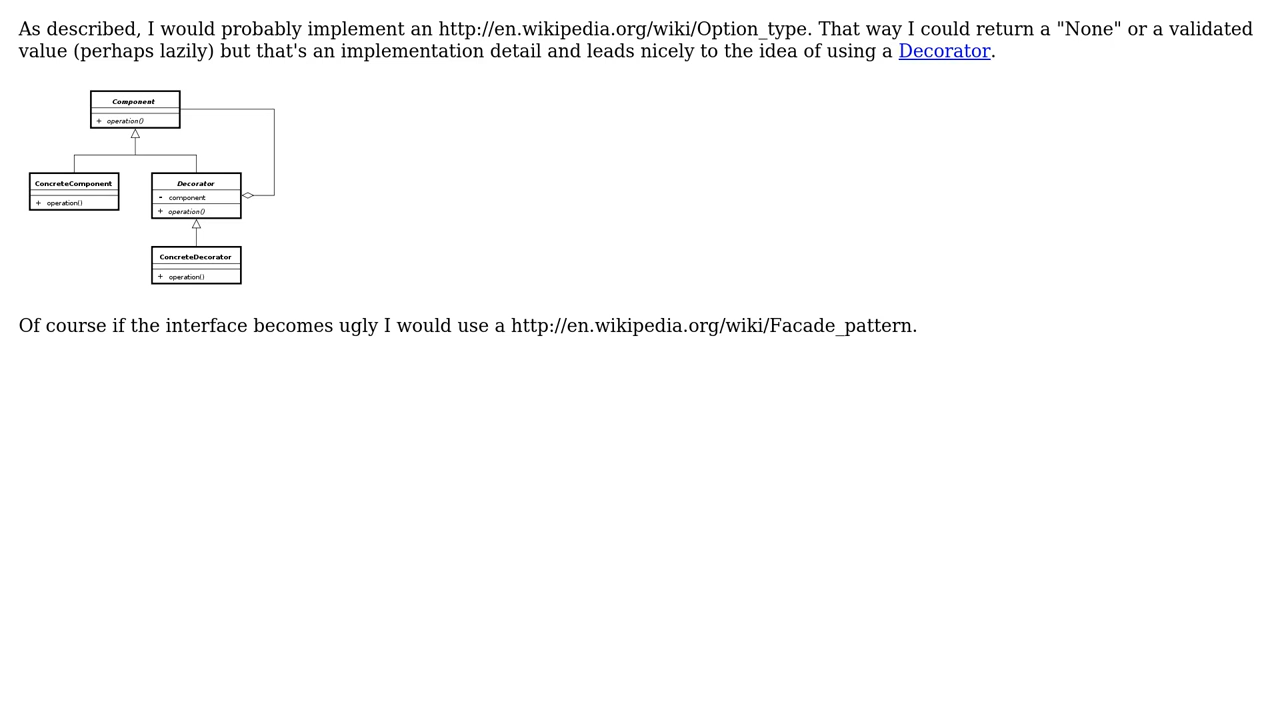 As described, I would probably implement an http://en.wikipedia.org/wiki/Option_type. That way I could return a "None" or a validated
value (perhaps lazily) but that's an implementation detail and leads nicely to the idea of using a Decorator.
Component
+ operation()
ConcreteComponent
+ operation()
Decorator
- component
+ operation()
ConcreteDecorator
+ operation()
Of course if the interface becomes ugly I would use a http://en.wikipedia.org/wiki/Facade_pattern.